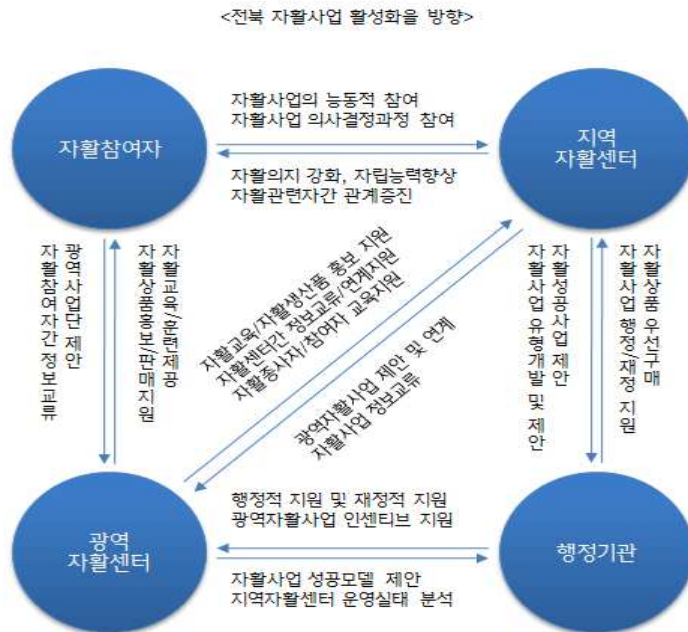 <전북 자활사업 활성화을 방향>
자활참여자
자활사업의 능동적 참여
자활사업 의사결정과정 참여
자활의지 강화, 자립능력향상
자활관련자간 관계증진
지역
자활센터
광역사업단 제안
자활참여자간 정보교류
자활교육/훈련제공
자활상품홍보/판매지원
자활교육/자활생산품 홍보 지원
자활센터간 정보교류/연계지원
자활종사자/참여자 교육지원
광역자활사업 제안 및 연계
자활사업 정보교류
자활성공사업 제안
자활사업 유형개발 및 제안
자활상품 우선구매
자활사업 행정/재정 지원
광역
자활센터
행정적 지원 및 재정적 지원
광역자활사업 인센티브 지원
자활사업 성공모델 제안
지역자활센터 운영실태 분석
행정기관